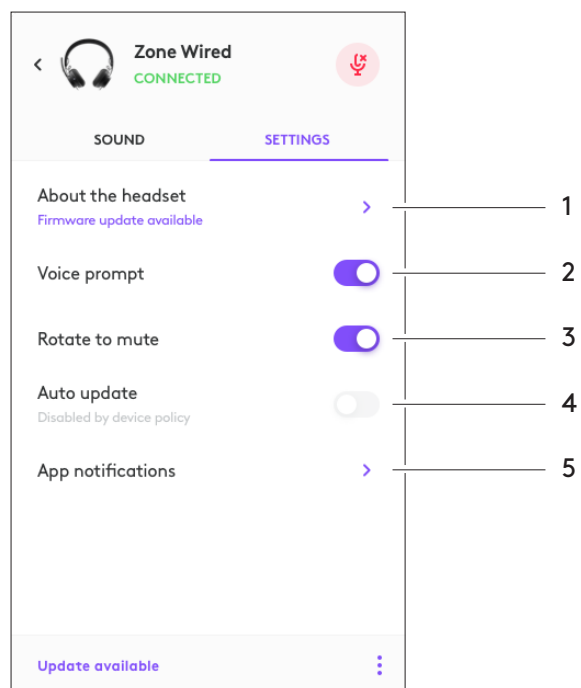 Zone Wired
CONNECTED
SOUND
SETTINGS
About the headset
Firmware update available
1
Voice prompt
2
Rotate to mute
3
Auto update
Disabled by device policy
4
App notifications
5
Update available